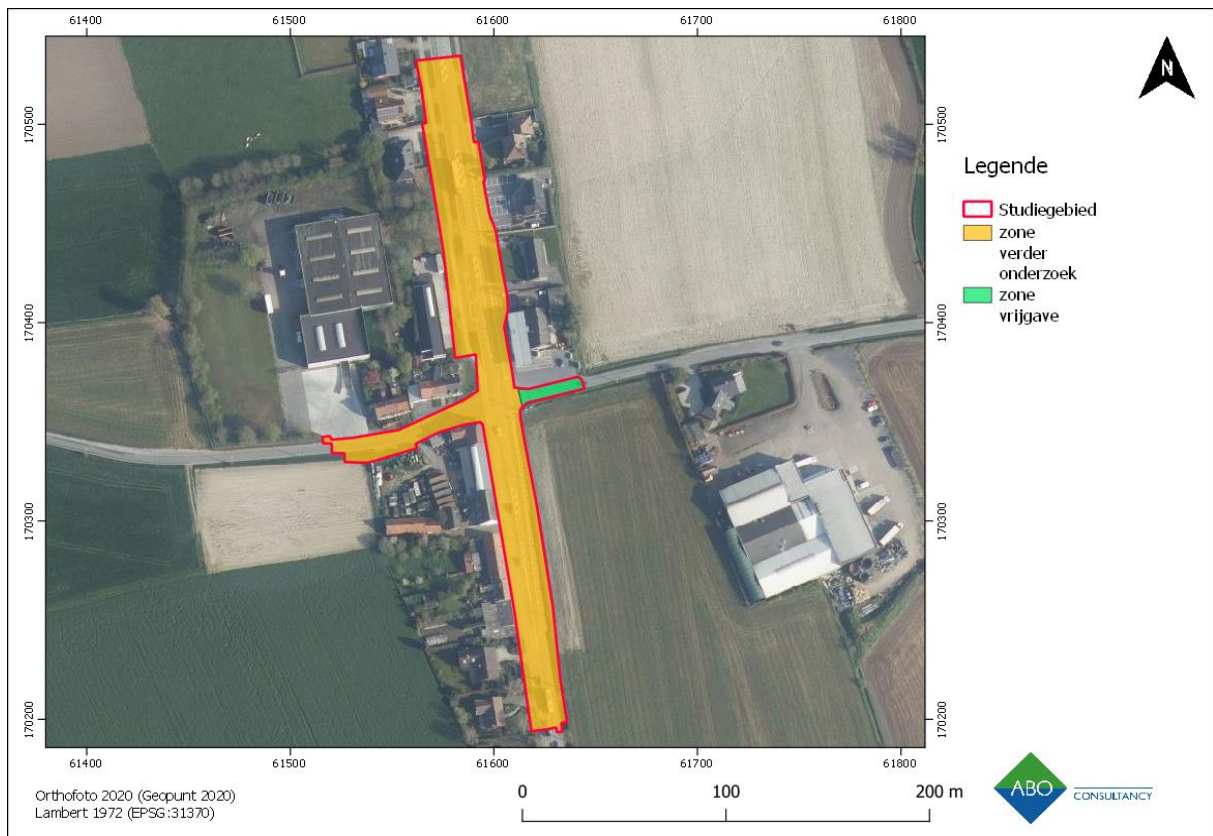 61400 61500 61600 61700 61800
N
170500 170500
Legende
Studiegebied
zone
verder
onderzoek
zone
vrijgave
170400 170400
170300 170300
170200 170200
61400 61500 61600 61700 61800
Orthofoto 2020 (Geopunt 2020)
Lambert 1972 (EPSG:31370)
0 100 200 m
ABO CONSULTANCY